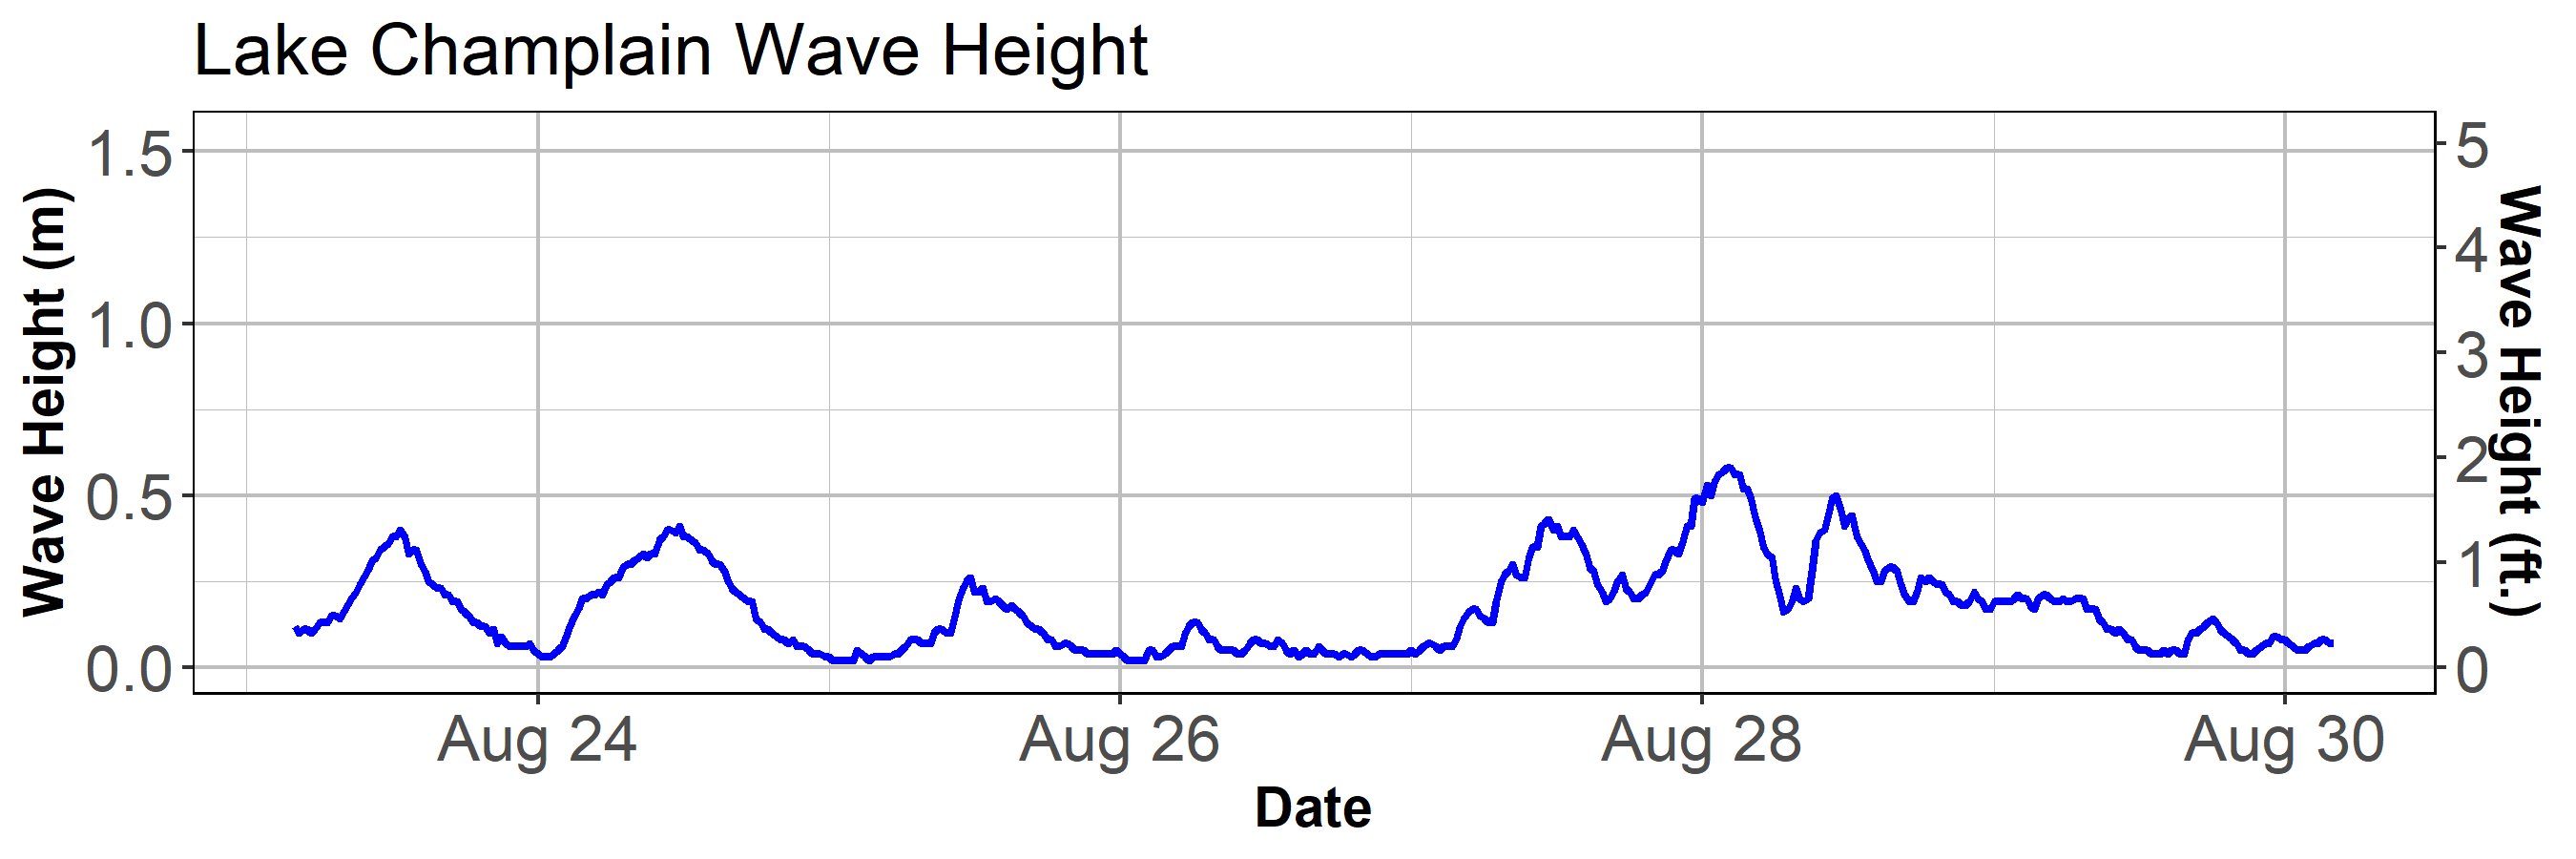 Lake Champlain Wave Height
Wave Height (m)
1.5
1.0
0.5
0.0
5
4
3
2
1
0
Wave Height (ft.)
Aug 24
Aug 26
Aug 28
Aug 30
Date